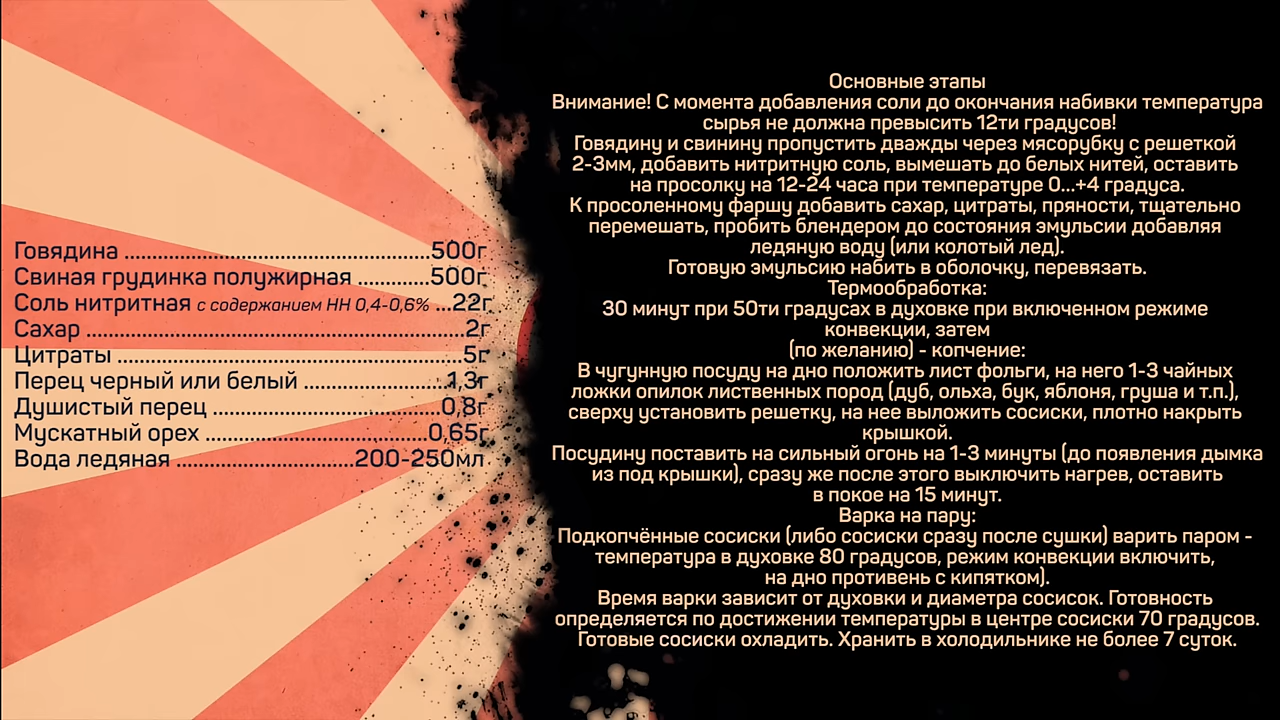 Говядина ........................................500г
Свиная грудинка полужирная .............500г
Соль нитритная с содержанием НН 0,4-0,6% ...22г
Сахар ..................................................2г
Цитраты ..............................................5г
Перец черный или белый ...................1,3г
Душистый перец ................................0,8г
Мускатный орех ...............................0,65г
Вода ледяная .........................200-250мл
Основные этапы
Внимание! С момента добавления соли до окончания набивки температура
сырья не должна превысить 12ти градусов!
Говядину и свинину пропустить дважды через мясорубку с решеткой
2-3мм, добавить нитритную соль, вымешать до белых нитей, оставить
на просолку на 12-24 часа при температуре 0...+4 градуса.
К просоленному фаршу добавить сахар, цитраты, пряности, тщательно
перемешать, пробить блендером до состояния эмульсии добавляя
ледяную воду (или колотый лед).
Готовую эмульсию набить в оболочку, перевязать.
Термообработка:
30 минут при 50ти градусах в духовке при включенном режиме
конвекции, затем
(по желанию) - копчение:
В чугунную посуду на дно положить лист фольги, на него 1-3 чайных
ложки опилок лиственных пород (дуб, ольха, бук, яблоня, груша и т.п.),
сверху установить решетку, на нее выложить сосиски, плотно накрыть
крышкой.
Посудину поставить на сильный огонь на 1-3 минуты (до появления дымка
из под крышки), сразу же после этого выключить нагрев, оставить
в покое на 15 минут.
Варка на пару:
Подкопчённые сосиски (либо сосиски сразу после сушки) варить паром -
температура в духовке 80 градусов, режим конвекции включить,
на дно противень с кипятком).
Время варки зависит от духовки и диаметра сосисок. Готовность
определяется по достижении температуры в центре сосиски 70 градусов.
Готовые сосиски охладить. Хранить в холодильнике не более 7 суток.